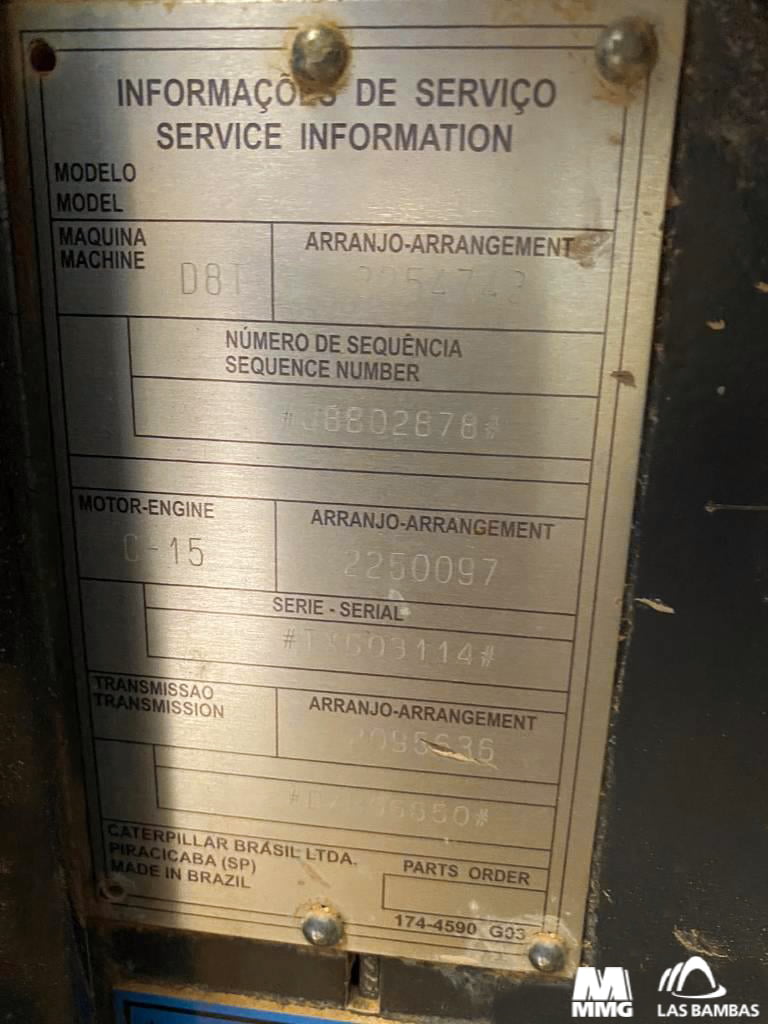 INFORMAÇÕES DE SERVIÇO
SERVICE INFORMATION
MODELO
MODEL
MAQUINA
MACHINE
D8T
ARRANJO-ARRANGEMENT
NÚMERO DE SEQUÊNCIA
SEQUENCE NUMBER
#J8802878#
MOTOR-ENGINE
C-15
ARRANJO-ARRANGEMENT
2250097
SERIE - SERIAL
TRANSMISSAO
TRANSMISSION
ARRANJO-ARRANGEMENT
CATERPILLAR BRASIL LTDA.
PIRACICABA (SP)
MADE IN BRAZIL
PARTS ORDER
174-4590 G03
MMG
LAS BAMBAS